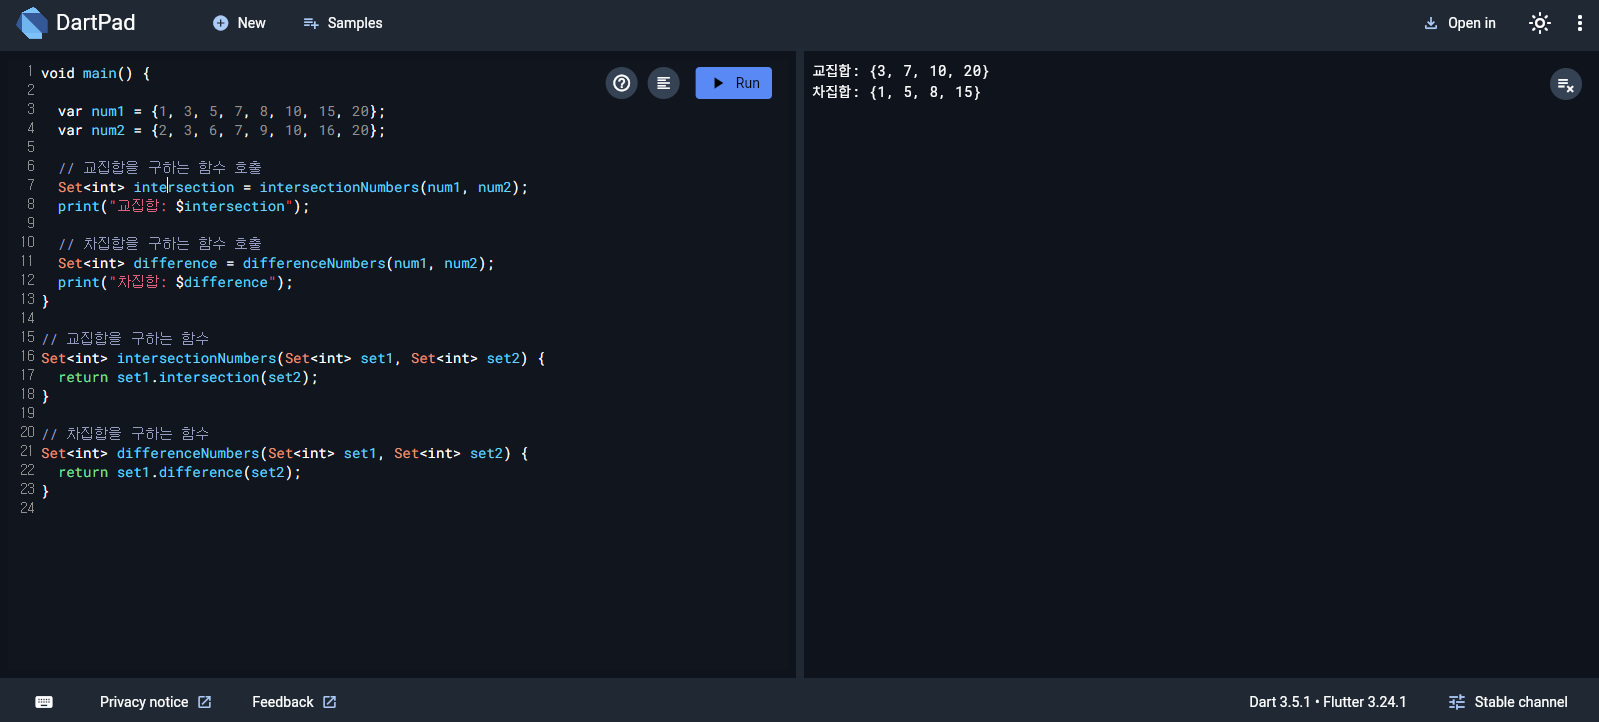 DartPad
New
Samples
Open in
1 void main() {
2
3   var num1 = {1, 3, 5, 7, 8, 10, 15, 20};
4   var num2 = {2, 3, 6, 7, 9, 10, 16, 20};
5
6   // 교집합을 구하는 함수 호출
7   Set<int> intersection = intersectionNumbers(num1, num2);
8   print("교집합: $intersection");
9
10   // 차집합을 구하는 함수 호출
11   Set<int> difference = differenceNumbers(num1, num2);
12   print("차집합: $difference");
13 }
14
15 // 교집합을 구하는 함수
16 Set<int> intersectionNumbers(Set<int> set1, Set<int> set2) {
17   return set1.intersection(set2);
18 }
19
20 // 차집합을 구하는 함수
21 Set<int> differenceNumbers(Set<int> set1, Set<int> set2) {
22   return set1.difference(set2);
23 }
24
Run
교집합: {3, 7, 10, 20}
차집합: {1, 5, 8, 15}
Privacy notice
Feedback
Dart 3.5.1 • Flutter 3.24.1
Stable channel